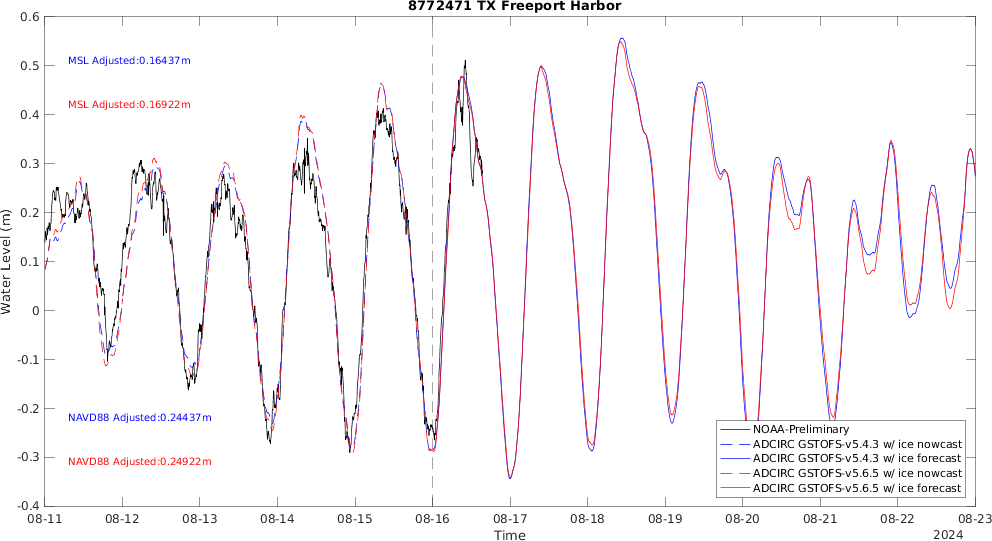 8772471 TX Freeport Harbor
0.6
0.5
0.4
0.3
0.2
0.1
0
-0.1
-0.2
-0.3
-0.4
Water Level (m)
MSL Adjusted:0.16437m
MSL Adjusted:0.16922m
NAVD88 Adjusted:0.24437m
NAVD88 Adjusted:0.24922m
NOAA-Preliminary
ADCIRC GSTOFS-v5.4.3 w/ ice nowcast
ADCIRC GSTOFS-v5.4.3 w/ ice forecast
ADCIRC GSTOFS-v5.6.5 w/ ice nowcast
ADCIRC GSTOFS-v5.6.5 w/ ice forecast
08-11 08-12 08-13 08-14 08-15 08-16 08-17 08-18 08-19 08-20 08-21 08-22 08-23
Time
2024